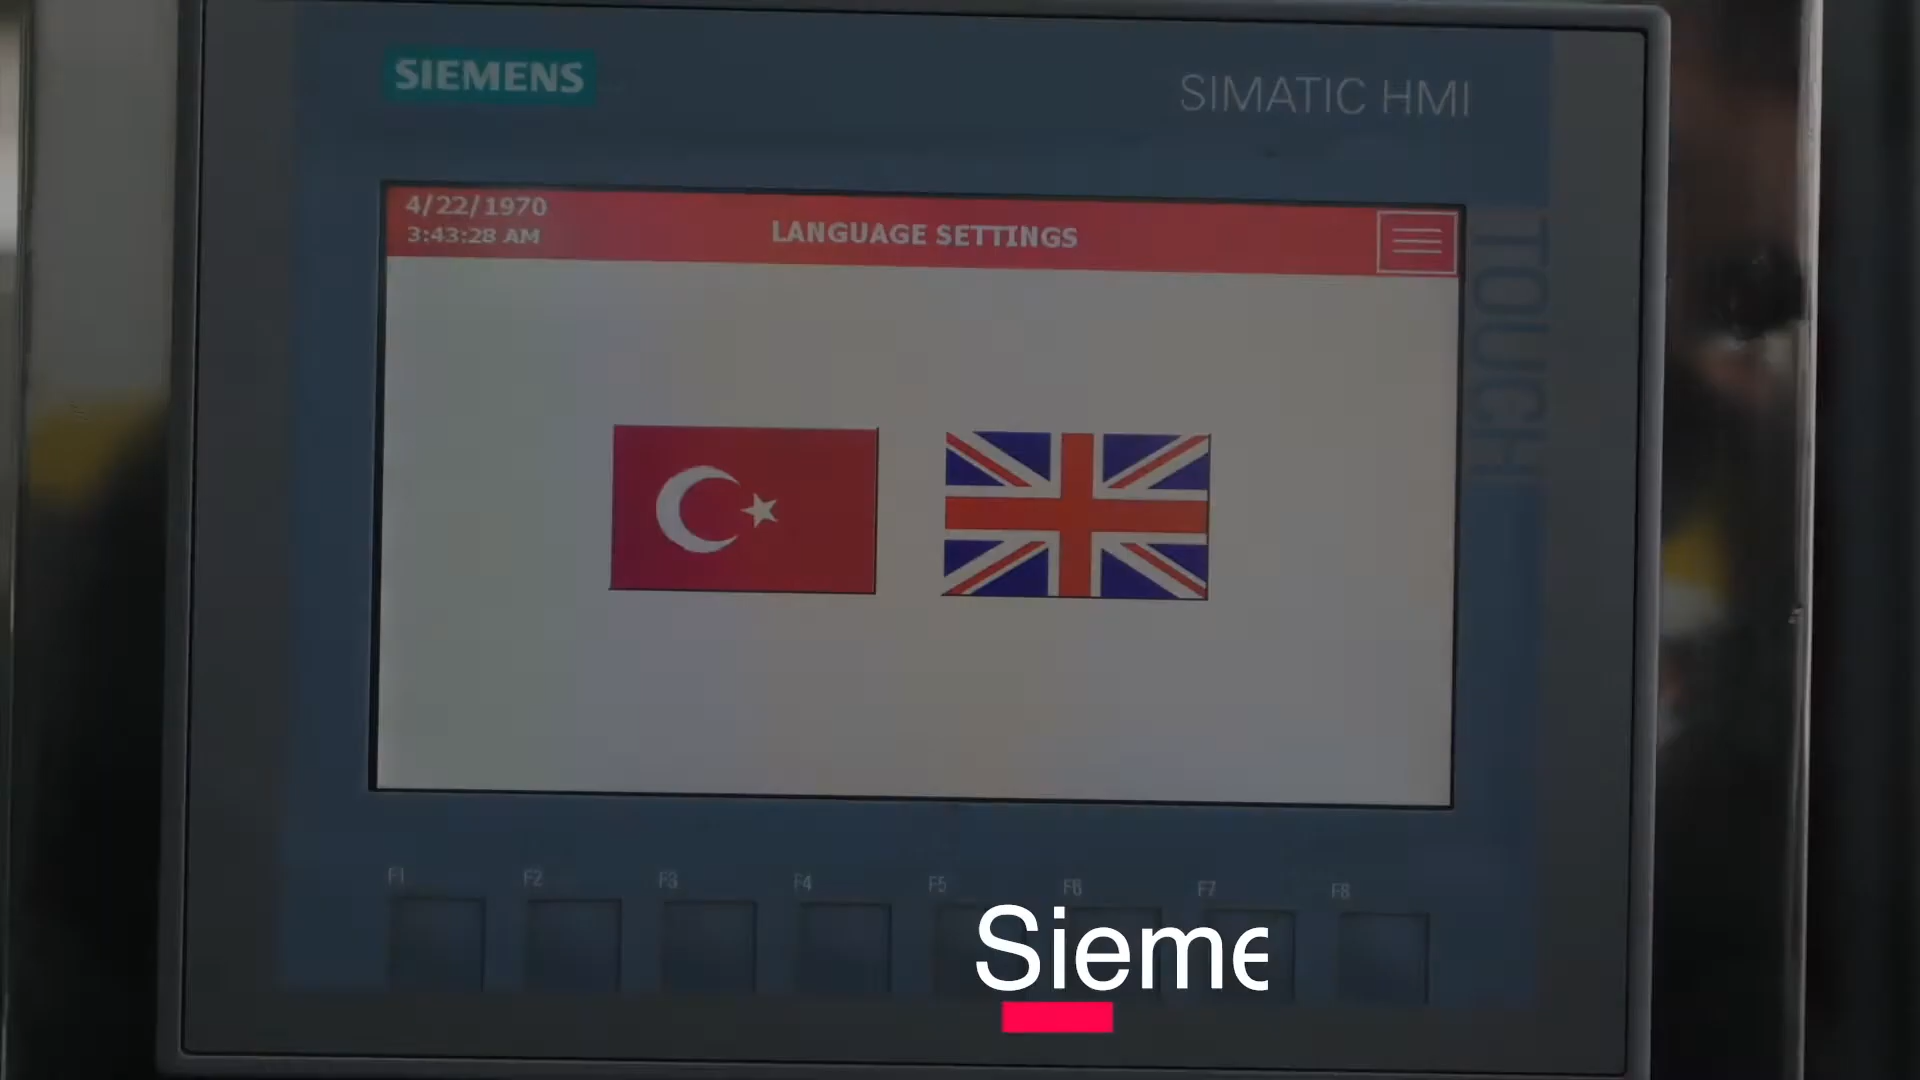 SIEMENS
SIMATIC HMI
4/22/1970
3:43:28 AM
LANGUAGE SETTINGS
TOUCH
F1
F2
F3
F4
F5
F6
F7
F8
Sieme